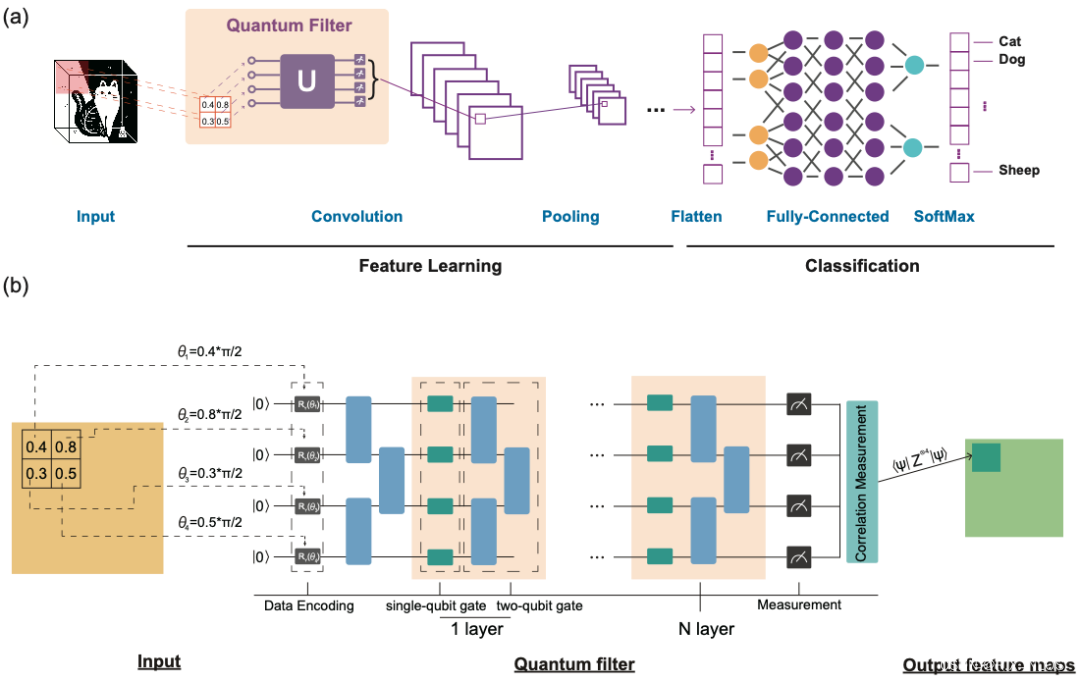 (a)
Quantum Filter
U
0.4 0.8
0.3 0.5
Cat
Dog
Sheep
Input
Convolution
Pooling
Flatten
Fully-Connected
SoftMax
Feature Learning
Classification
(b)
θ₁=0.4*π/2
θ₂=0.8*π/2
θ₃=0.3*π/2
θ₄=0.5*π/2
0.4 0.8
0.3 0.5
|0⟩
|0⟩
|0⟩
|0⟩
...
...
...
...
Correlation Measurement
⟨ψ| Z⊗4 |ψ⟩
Data Encoding
single-qubit gate
two-qubit gate
Measurement
1 layer
N layer
Input
Quantum filter
Output feature maps